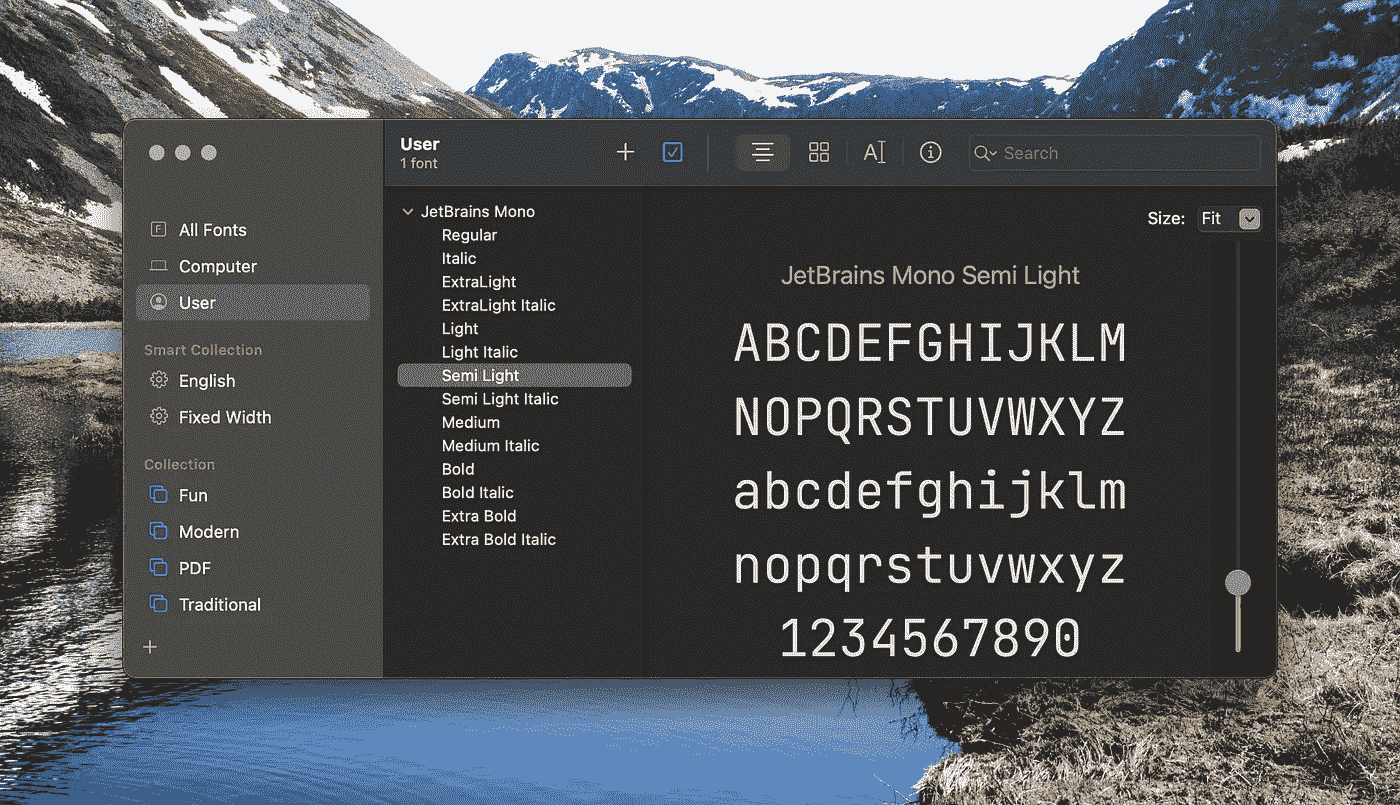 User
1 font
Search
All Fonts
Computer
User
Smart Collection
English
Fixed Width
Collection
Fun
Modern
PDF
Traditional
JetBrains Mono
Regular
Italic
ExtraLight
ExtraLight Italic
Light
Light Italic
Semi Light
Semi Light Italic
Medium
Medium Italic
Bold
Bold Italic
Extra Bold
Extra Bold Italic
Size: Fit
JetBrains Mono Semi Light
ABCDEFGHIJKLM
NOPQRSTUVWXYZ
abcdefghijklm
nopqrstuvwxyz
1234567890